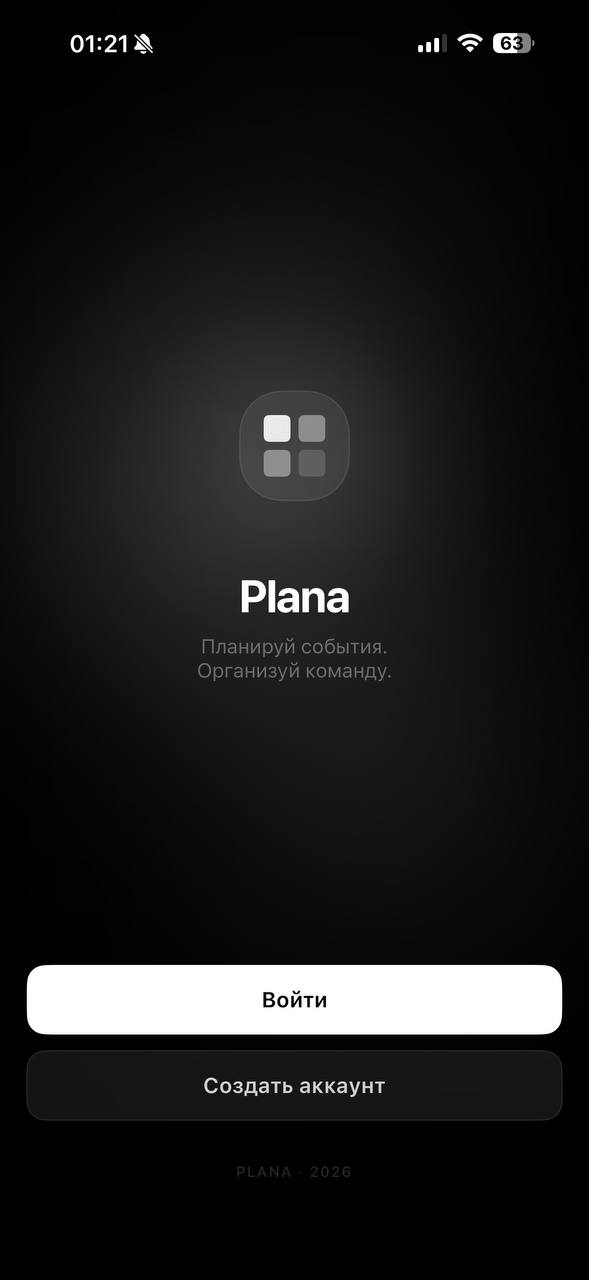 01:21
63
Plana
Планируй события.
Организуй команду.
Войти
Создать аккаунт
PLANA · 2026